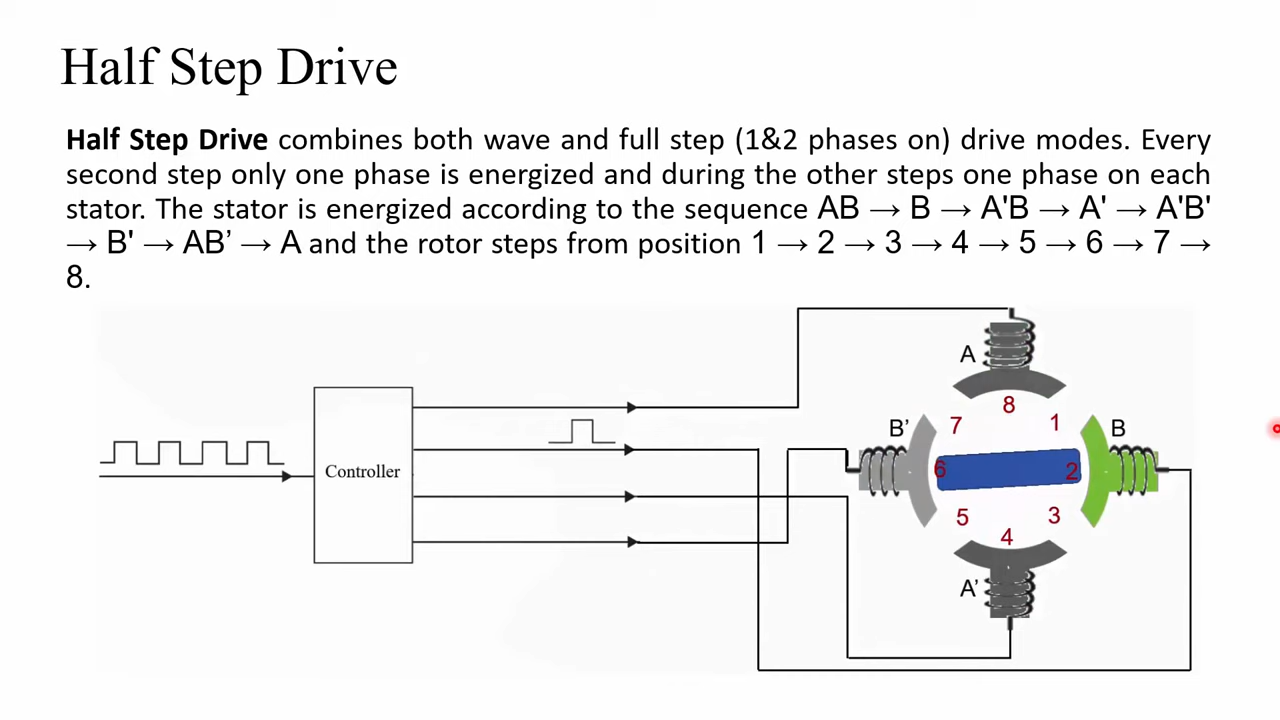 Half Step Drive
Half Step Drive combines both wave and full step (1&2 phases on) drive modes. Every
second step only one phase is energized and during the other steps one phase on each
stator. The stator is energized according to the sequence AB → B → A'B → A' → A'B'
→ B' → AB’ → A and the rotor steps from position 1 → 2 → 3 → 4 → 5 → 6 → 7 →
8.
A
8
7
1
B’
B
Controller
6
2
5
3
4
A’